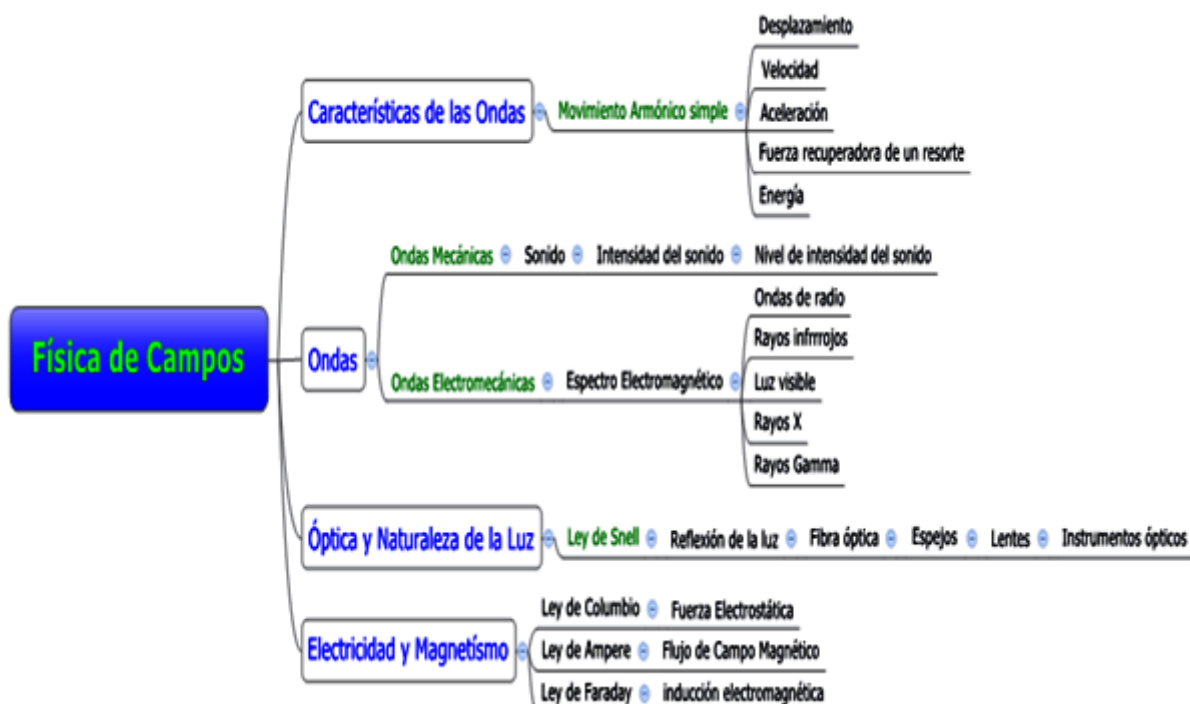 Física de Campos
Características de las Ondas
Movimiento Armónico simple
Desplazamiento
Velocidad
Aceleración
Fuerza recuperadora de un resorte
Energía
Ondas
Ondas Mecánicas
Sonido
Intensidad del sonido
Nivel de intensidad del sonido
Ondas Electromecánicas
Espectro Electromagnético
Ondas de radio
Rayos infrrrojos
Luz visible
Rayos X
Rayos Gamma
Óptica y Naturaleza de la Luz
Ley de Snell
Reflexión de la luz
Fibra óptica
Espejos
Lentes
Instrumentos ópticos
Electricidad y Magnetísmo
Ley de Columbio
Fuerza Electrostática
Ley de Ampere
Flujo de Campo Magnético
Ley de Faraday
inducción electromagnética